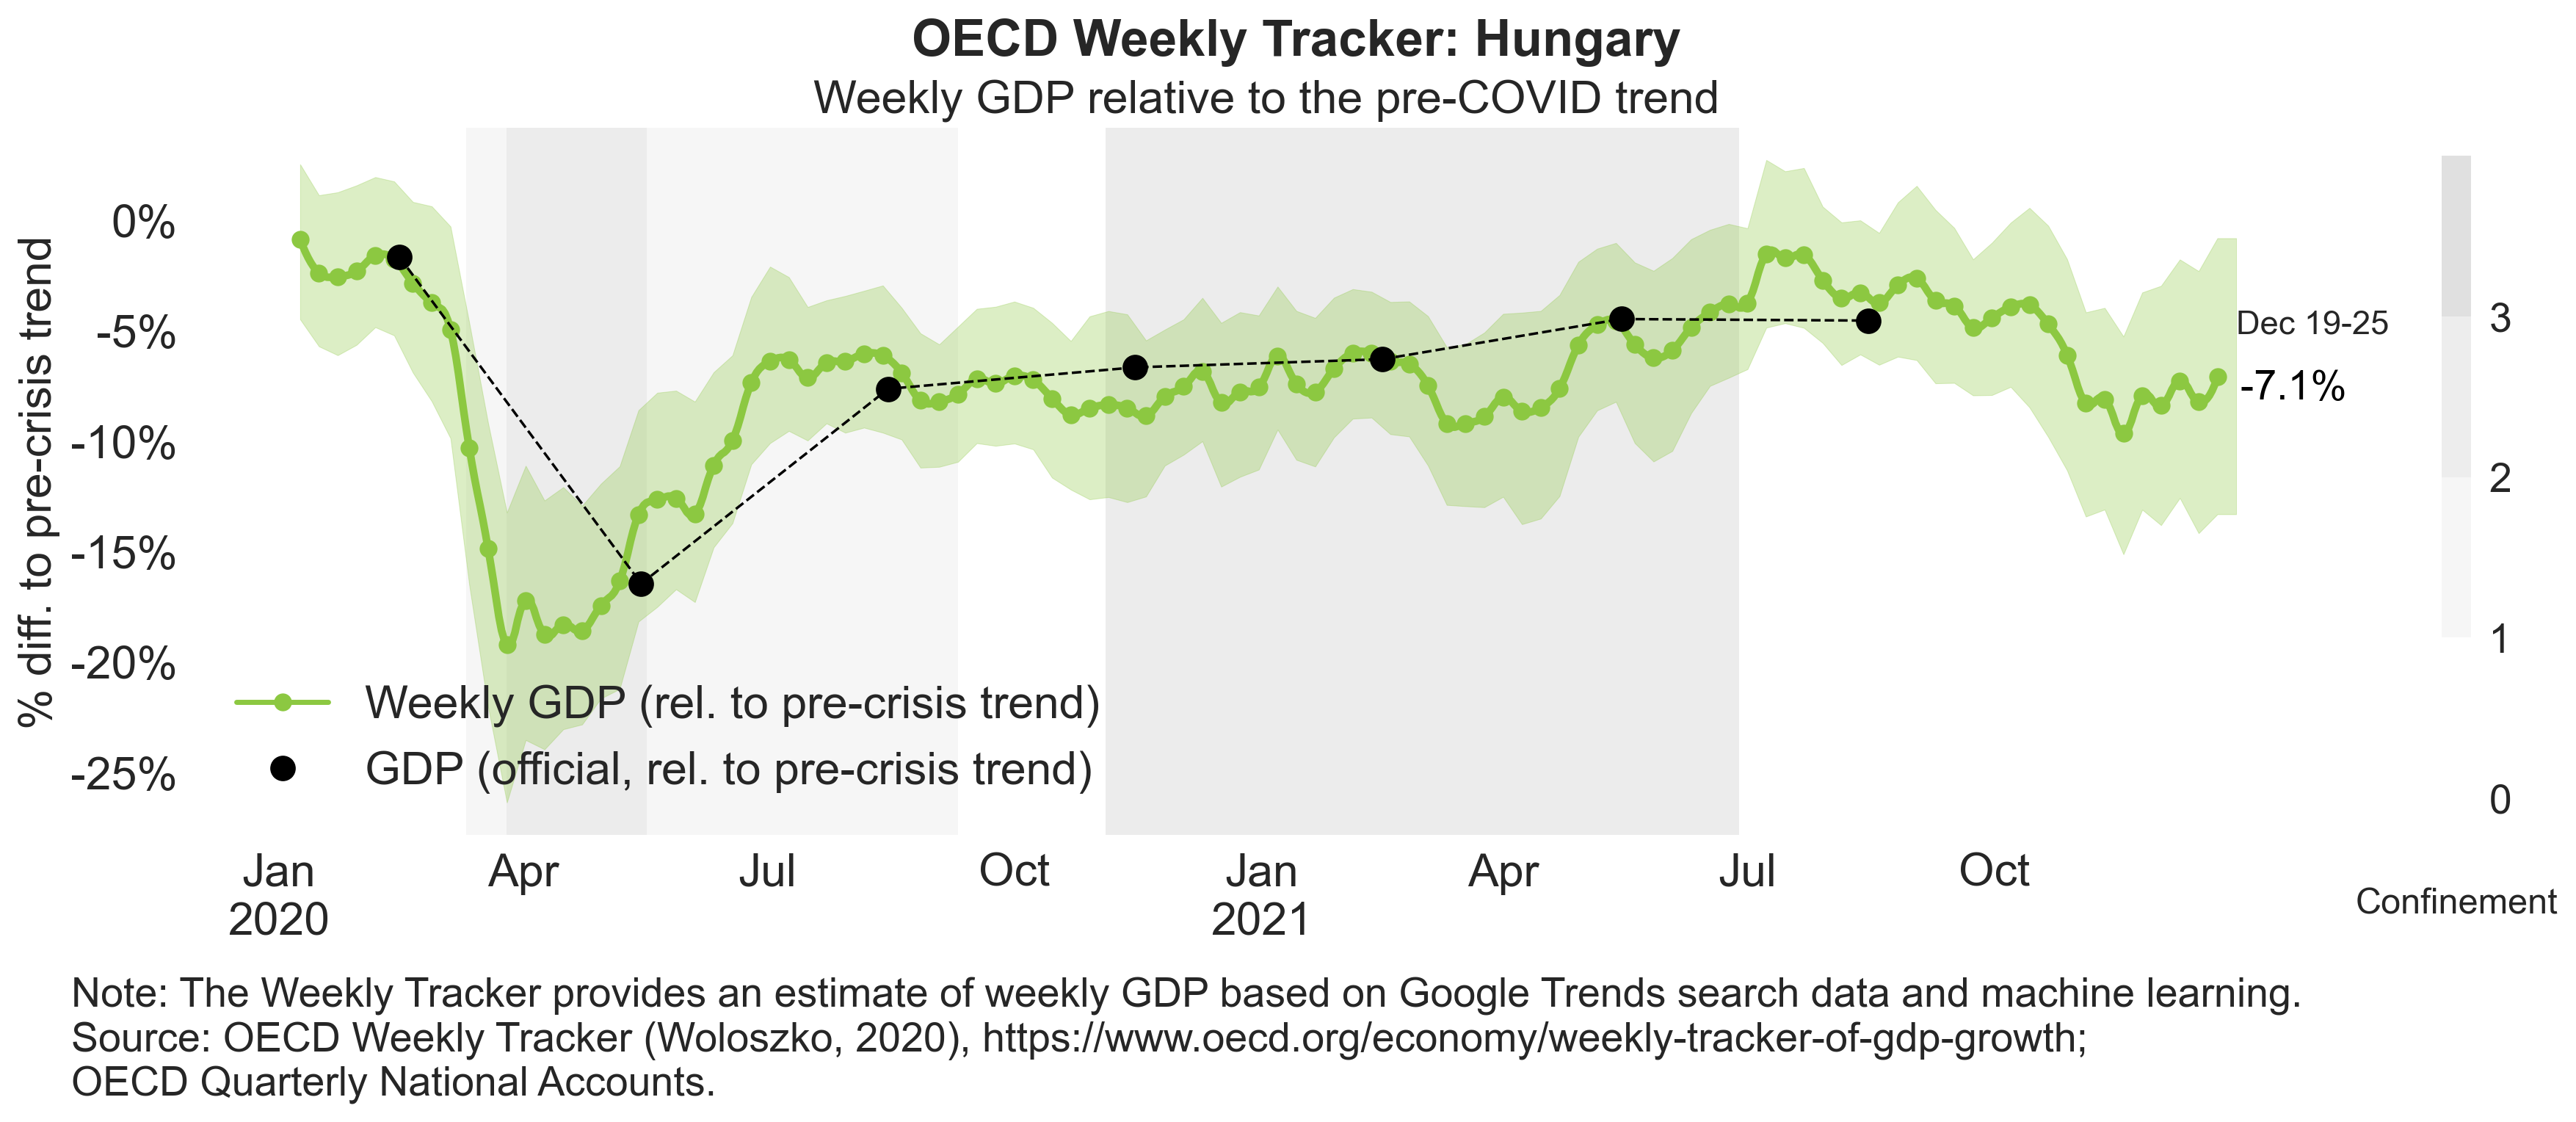 OECD Weekly Tracker: Hungary
Weekly GDP relative to the pre-COVID trend
% diff. to pre-crisis trend
0%
-5%
-10%
-15%
-20%
-25%
Dec 19-25
-7.1%
Weekly GDP (rel. to pre-crisis trend)
GDP (official, rel. to pre-crisis trend)
3
2
1
0
Confinement
Jan Apr Jul Oct Jan Apr Jul Oct
2020 2021
Note: The Weekly Tracker provides an estimate of weekly GDP based on Google Trends search data and machine learning.
Source: OECD Weekly Tracker (Woloszko, 2020), https://www.oecd.org/economy/weekly-tracker-of-gdp-growth;
OECD Quarterly National Accounts.